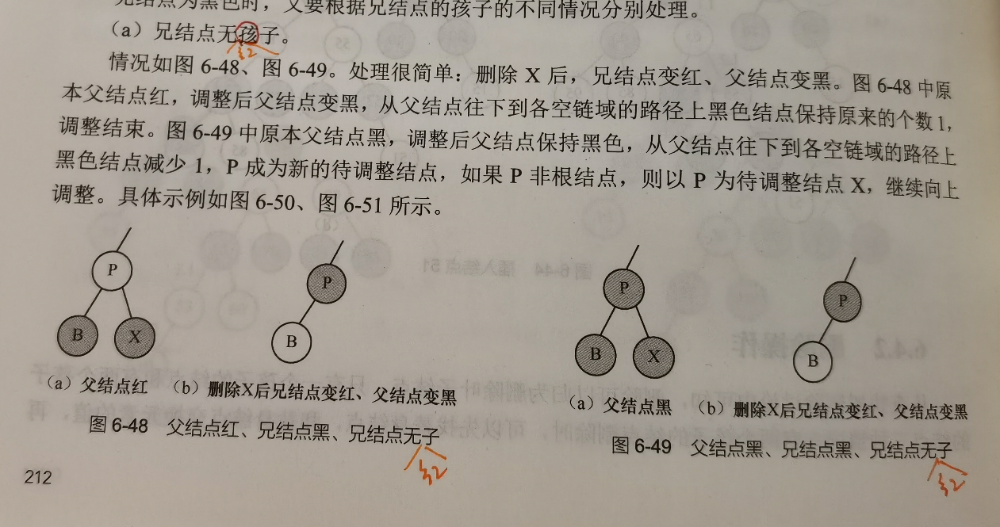 兄结点为黑色时，又要根据兄结点的孩子的不同情况分别处理。
（a）兄结点无孩子。
红
情况如图 6-48、图 6-49。处理很简单：删除 X 后，兄结点变红、父结点变黑。图 6-48 中原
本父结点红，调整后父结点变黑，从父结点往下到各空链域的路径上黑色结点保持原来的个数1，
调整结束。图 6-49 中原本父结点黑，调整后父结点保持黑色，从父结点往下到各空链域的路径上
黑色结点减少 1，P 成为新的待调整结点，如果 P 非根结点，则以 P 为待调整结点 X，继续向上
调整。具体示例如图 6-50、图 6-51 所示。
P
B
X
P
B
P
B
X
P
B
（a）父结点红
（b）删除X后兄结点变红、父结点变黑
图 6-48 父结点红、兄结点黑、兄结点无子
红
（a）父结点黑
（b）删除X后兄结点变红、父结点变黑
图 6-49 父结点黑、兄结点黑、兄结点无子
红
212